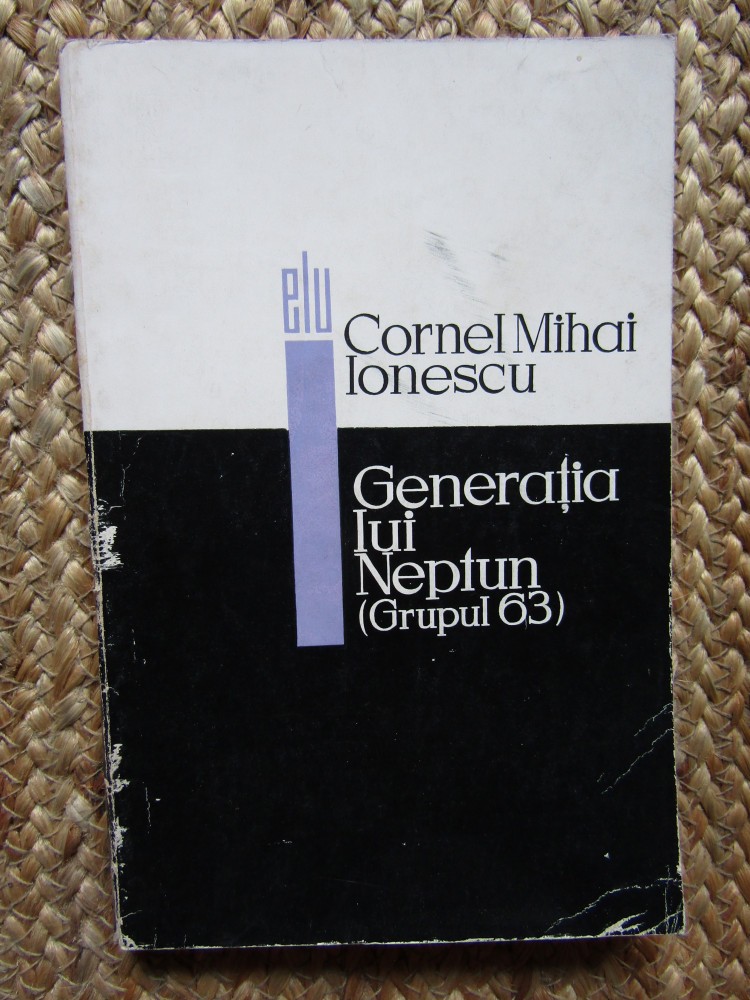 elu
Cornel Mihai
Ionescu
Generația
lui
Neptun
(Grupul 63)